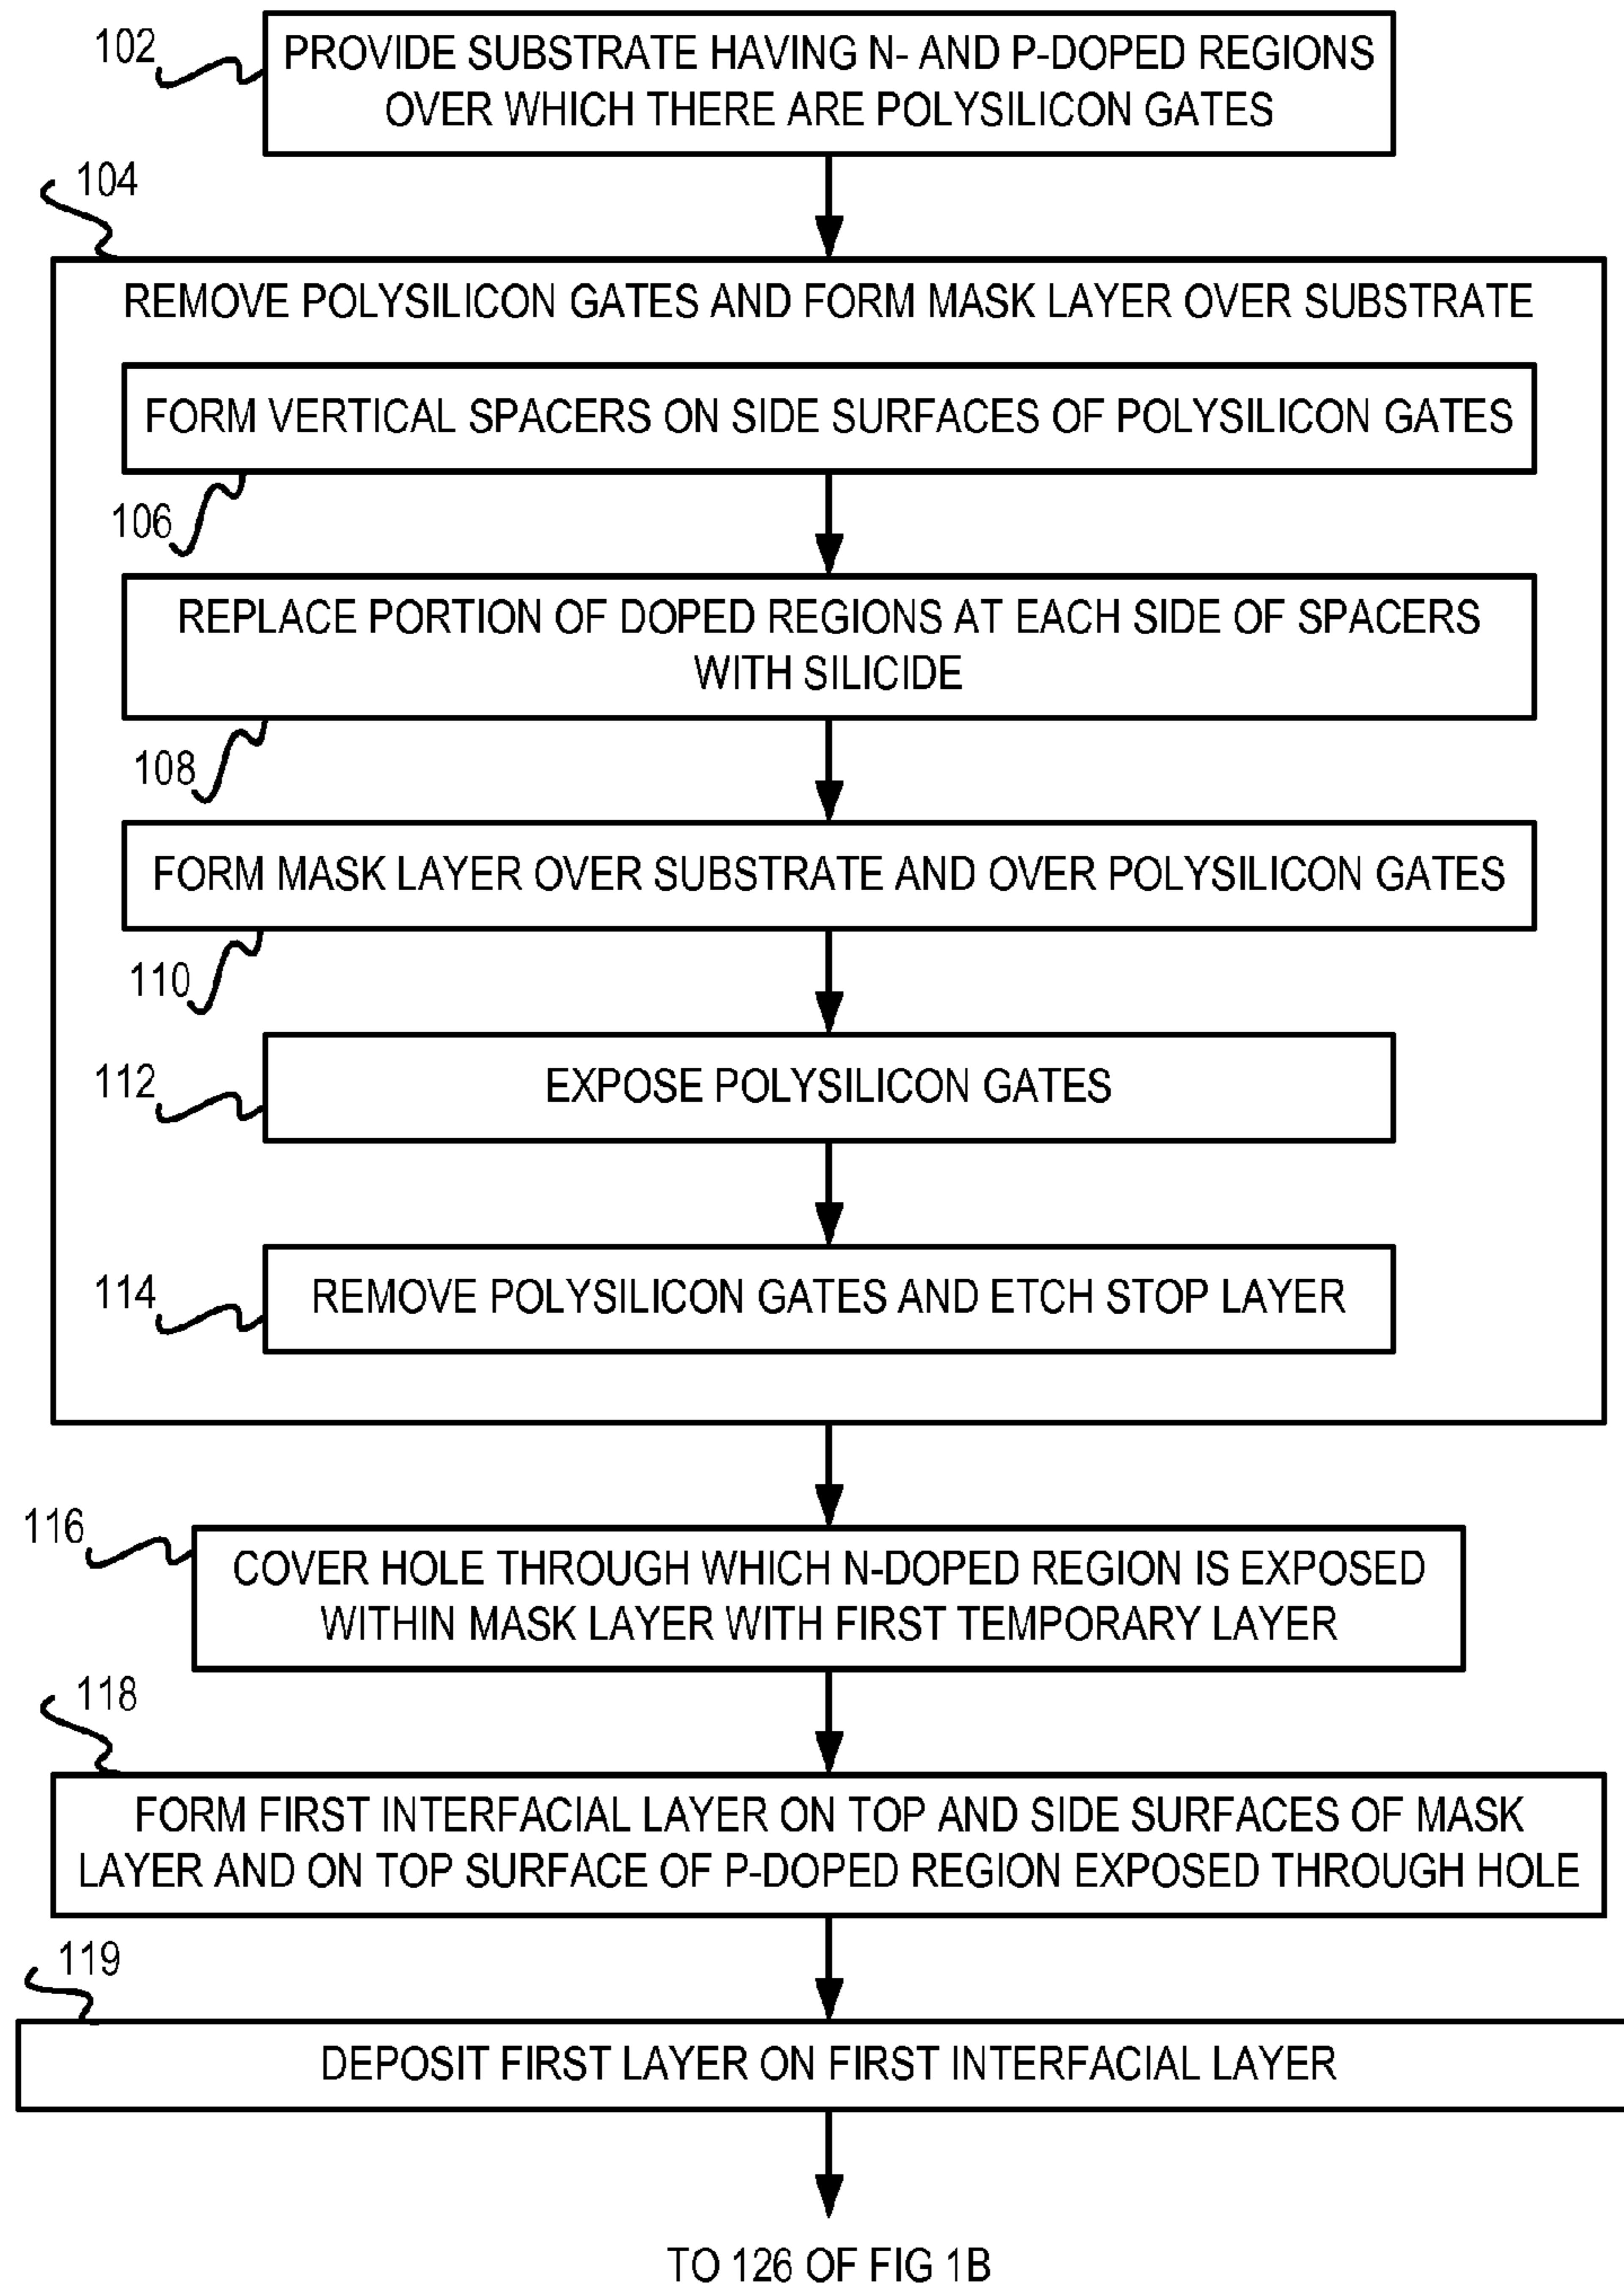 102
PROVIDE SUBSTRATE HAVING N- AND P-DOPED REGIONS
OVER WHICH THERE ARE POLYSILICON GATES
104
REMOVE POLYSILICON GATES AND FORM MASK LAYER OVER SUBSTRATE
FORM VERTICAL SPACERS ON SIDE SURFACES OF POLYSILICON GATES
106
REPLACE PORTION OF DOPED REGIONS AT EACH SIDE OF SPACERS
WITH SILICIDE
108
FORM MASK LAYER OVER SUBSTRATE AND OVER POLYSILICON GATES
110
112
EXPOSE POLYSILICON GATES
114
REMOVE POLYSILICON GATES AND ETCH STOP LAYER
116
COVER HOLE THROUGH WHICH N-DOPED REGION IS EXPOSED
WITHIN MASK LAYER WITH FIRST TEMPORARY LAYER
118
FORM FIRST INTERFACIAL LAYER ON TOP AND SIDE SURFACES OF MASK
LAYER AND ON TOP SURFACE OF P-DOPED REGION EXPOSED THROUGH HOLE
119
DEPOSIT FIRST LAYER ON FIRST INTERFACIAL LAYER
TO 126 OF FIG 1B